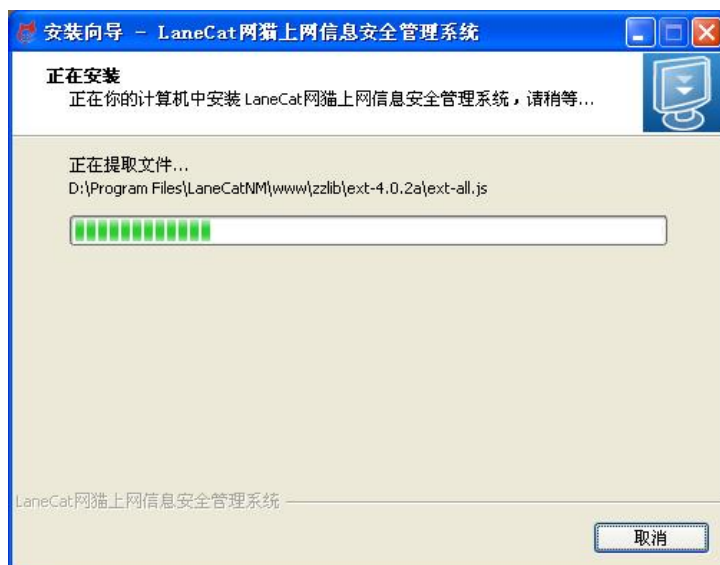 安装向导 - LaneCat网猫上网信息安全管理系统
正在安装
正在你的计算机中安装 LaneCat网猫上网信息安全管理系统，请稍等...
正在提取文件...
D:\Program Files\LaneCatNM\www\zzlib\ext-4.0.2a\ext-all.js
LaneCat网猫上网信息安全管理系统
取消